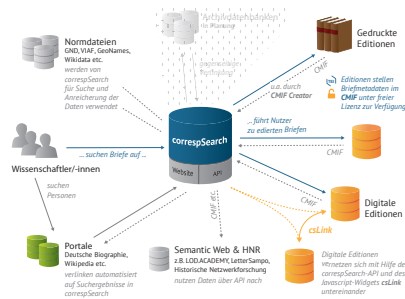 Archivdatenbanken
in Planung
Normdateien
GND, VIAF, GeoNames,
Wikidata etc.
werden von
correspSearch
für Suche und
Anreicherung der
Daten verwendet
Gedruckte
Editionen
CMIF
u.a. durch
CMIF Creator
Editionen stellen
Briefmetadaten im
CMIF unter freier
Lizenz zur Verfügung
correspSearch
Website
API
...suchen Briefe auf ...
...führt Nutzer
zu edierten Briefen
CMIF
Wissenschaftler/-innen
suchen
Personen
CMIF
Digitale
Editionen
CMIF etc.
csLink
Portale
Deutsche Biographie,
Wikipedia etc.
verlinken automatisiert
auf Suchergebnisse in
correspSearch
Semantic Web & HNR
z.B. LOD.ACADEMY, LetterSampo,
Historische Netzwerkforschung
nutzen Daten über API nach
Digitale Editionen
vernetzen sich mit Hilfe der
correspSearch-API und des
Javascript-Widgets csLink
untereinander